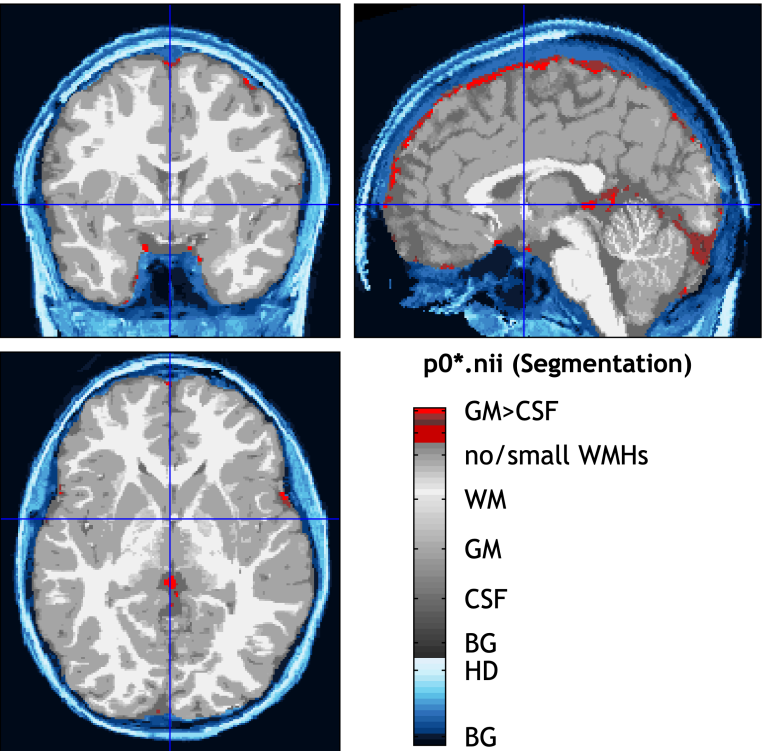 p0*.nii (Segmentation)
GM>CSF
no/small WMHs
WM
GM
CSF
BG
HD
BG